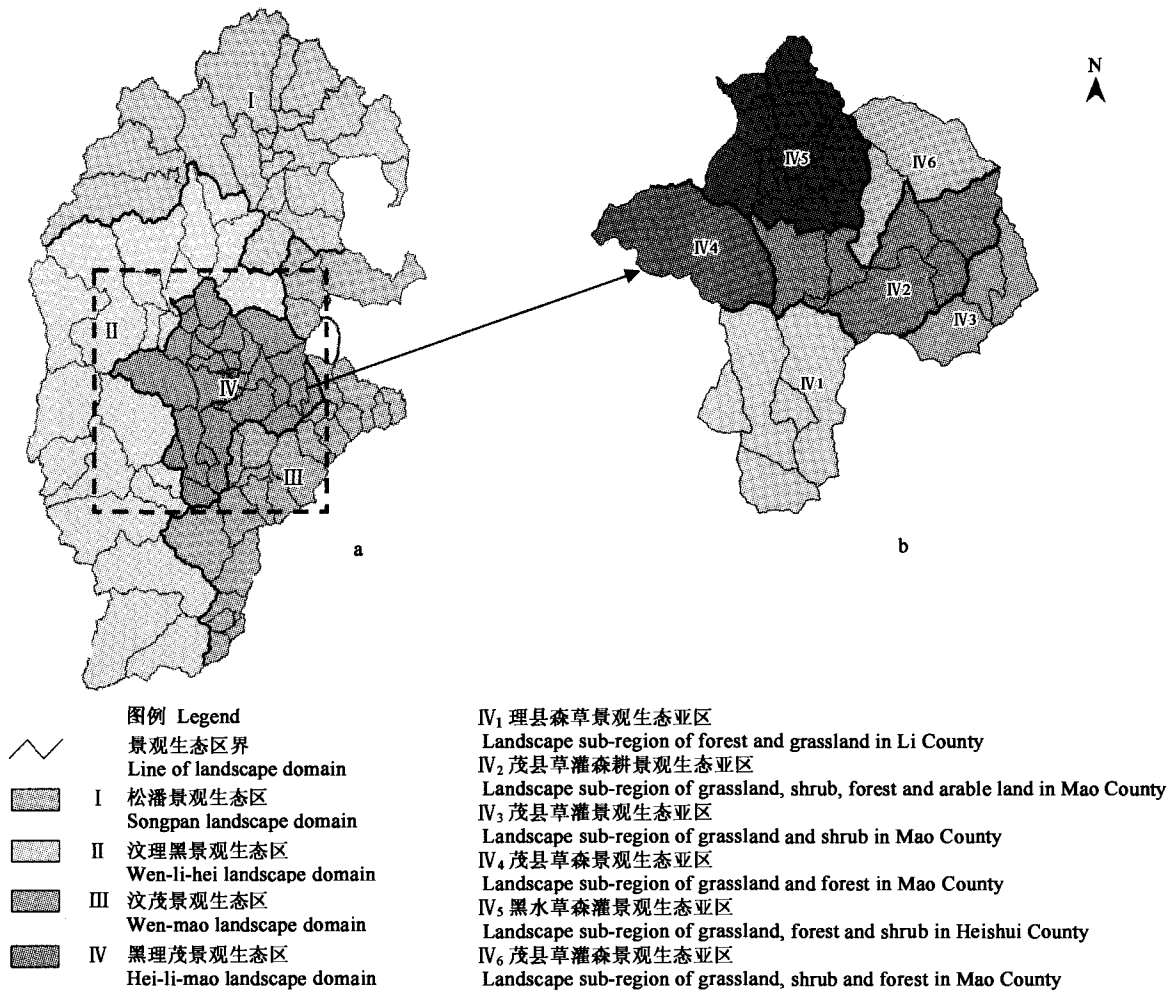 N
I
II
III
IV
IV5
IV6
IV4
IV2
IV3
IV1
a
b
图例 Legend
景观生态区界
Line of landscape domain
I 松潘景观生态区
Songpan landscape domain
II 汶理黑景观生态区
Wen-li-hei landscape domain
III 汶茂景观生态区
Wen-mao landscape domain
IV 黑理茂景观生态区
Hei-li-mao landscape domain
IV₁ 理县森草景观生态亚区
Landscape sub-region of forest and grassland in Li County
IV₂ 茂县草灌森耕景观生态亚区
Landscape sub-region of grassland, shrub, forest and arable land in Mao County
IV₃ 茂县草灌景观生态亚区
Landscape sub-region of grassland and shrub in Mao County
IV₄ 茂县草森景观生态亚区
Landscape sub-region of grassland and forest in Mao County
IV₅ 黑水草森灌景观生态亚区
Landscape sub-region of grassland, forest and shrub in Heishui County
IV₆ 茂县草灌森景观生态亚区
Landscape sub-region of grassland, shrub and forest in Mao County